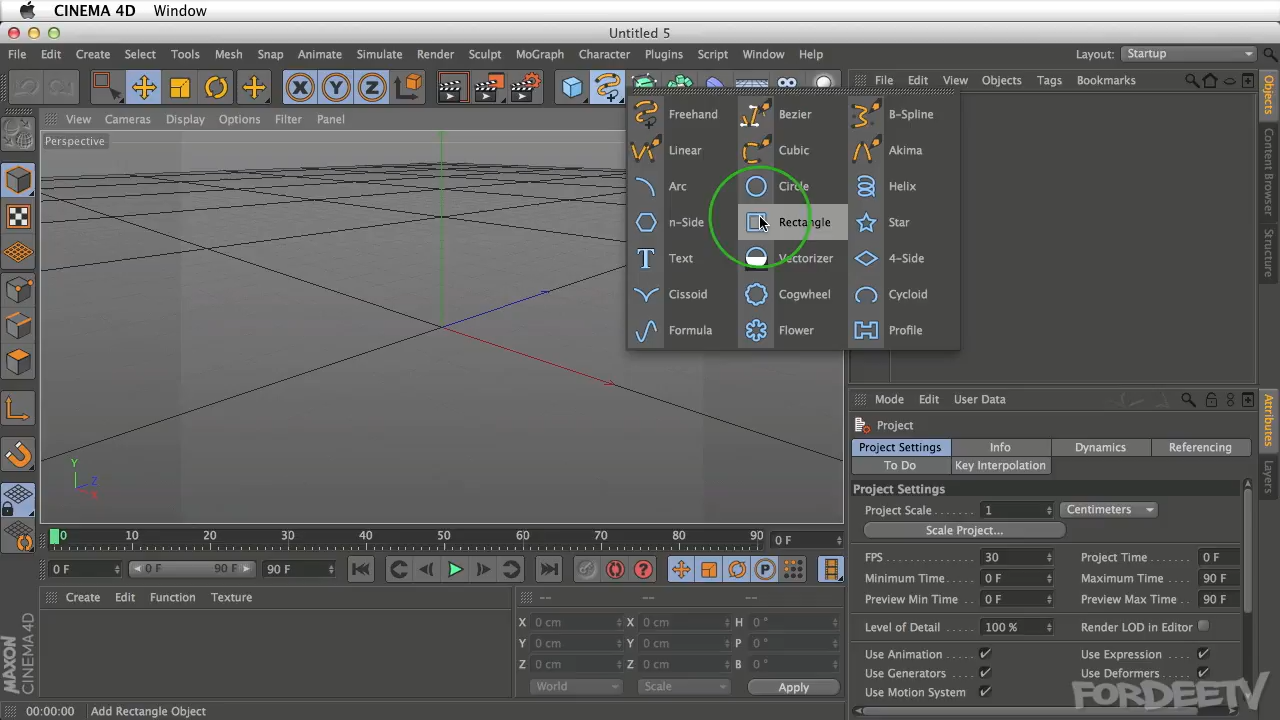 CINEMA 4D Window
Untitled 5
File Edit Create Select Tools Mesh Snap Animate Simulate Render Sculpt MoGraph Character Plugins Script Window Help Layout: Startup
X Y Z
File Edit View Objects Tags Bookmarks
View Cameras Display Options Filter Panel
Perspective
Freehand Bezier B-Spline
Linear Cubic Akima
Arc Circle Helix
n-Side Rectangle Star
Text Vectorizer 4-Side
Cissoid Cogwheel Cycloid
Formula Flower Profile
Objects
Content Browser
Structure
Mode Edit User Data
Project
Project Settings Info Dynamics Referencing
To Do Key Interpolation
Attributes
Layers
Project Settings
Project Scale 1 Centimeters
Scale Project...
FPS 30 Project Time 0 F
Minimum Time 0 F Maximum Time 90 F
Preview Min Time 0 F Preview Max Time 90 F
Level of Detail 100 % Render LOD in Editor
Use Animation Use Expression
Use Generators Use Deformers
Use Motion System
Y
Z
X
0 10 20 30 40 50 60 70 80 90 0 F
0 F 0 F 90 F 90 F
Create Edit Function Texture
-- -- --
X 0 cm X 0 cm H 0 °
Y 0 cm Y 0 cm P 0 °
Z 0 cm Z 0 cm B 0 °
World Scale Apply
MAXON CINEMA 4D
00:00:00 Add Rectangle Object
FORDEETV